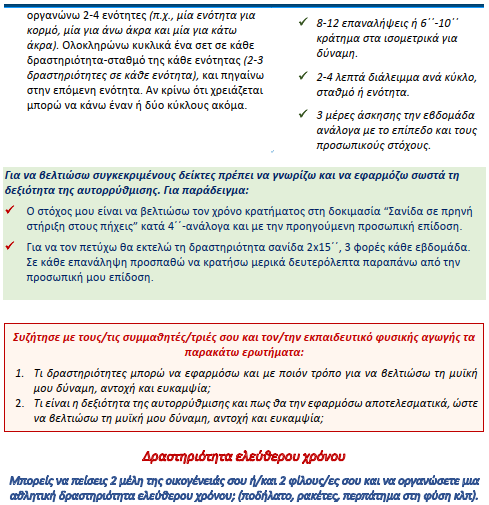 οργανώνω 2-4 ενότητες (π.χ., μία ενότητα για
κορμό, μία για άνω άκρα και μία για κάτω
άκρα). Ολοκληρώνω κυκλικά ένα σετ σε κάθε
δραστηριότητα-σταθμό της κάθε ενότητας (2-3
δραστηριότητες σε κάθε ενότητα), και πηγαίνω
στην επόμενη ενότητα. Αν κρίνω ότι χρειάζεται
μπορώ να κάνω έναν ή δύο κύκλους ακόμα.
✓ 8-12 επαναλήψεις ή 6΄΄-10΄΄
κράτημα στα ισομετρικά για
δύναμη.
✓ 2-4 λεπτά διάλειμμα ανά κύκλο,
σταθμό ή ενότητα.
✓ 3 μέρες άσκησης την εβδομάδα
ανάλογα με το επίπεδο και τους
προσωπικούς στόχους.
Για να βελτιώσω συγκεκριμένους δείκτες πρέπει να γνωρίζω και να εφαρμόζω σωστά τη
δεξιότητα της αυτορρύθμισης. Για παράδειγμα:
✓ Ο στόχος μου είναι να βελτιώσω τον χρόνο κρατήματος στη δοκιμασία “Σανίδα σε πρηνή
στήριξη στους πήχεις” κατά 4΄΄-ανάλογα και με την προηγούμενη προσωπική επίδοση.
✓ Για να τον πετύχω θα εκτελώ τη δραστηριότητα σανίδα 2x15΄΄, 3 φορές κάθε εβδομάδα.
Σε κάθε επανάληψη προσπαθώ να κρατήσω μερικά δευτερόλεπτα παραπάνω από την
προσωπική μου επίδοση.
Συζήτησε με τους/τις συμμαθητές/τριές σου και τον/την εκπαιδευτικό φυσικής αγωγής τα
παρακάτω ερωτήματα:
1. Τι δραστηριότητες μπορώ να εφαρμόσω και με ποιόν τρόπο για να βελτιώσω τη μυϊκή
μου δύναμη, αντοχή και ευκαμψία;
2. Τι είναι η δεξιότητα της αυτορρύθμισης και πως θα την εφαρμόσω αποτελεσματικά, ώστε
να βελτιώσω τη μυϊκή μου δύναμη, αντοχή και ευκαμψία;
Δραστηριότητα ελεύθερου χρόνου
Μπορείς να πείσεις 2 μέλη της οικογένειάς σου ή/και 2 φίλους/ες σου και να οργανώσετε μια
αθλητική δραστηριότητα ελεύθερου χρόνου; (ποδήλατο, ρακέτες, περπάτημα στη φύση κλπ).